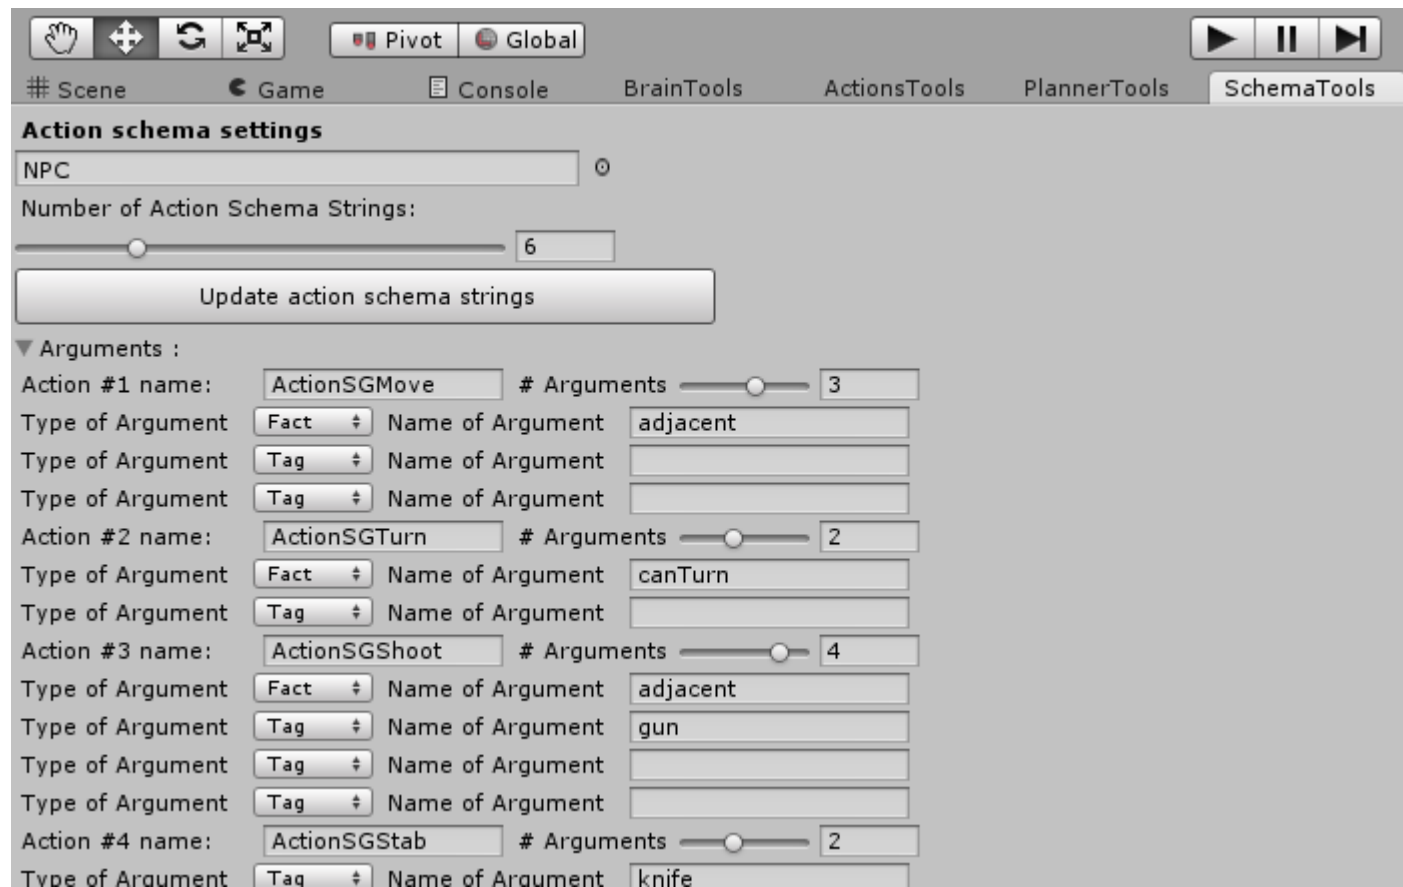 Pivot Global
Scene Game Console BrainTools ActionsTools PlannerTools SchemaTools
Action schema settings
NPC
Number of Action Schema Strings:
6
Update action schema strings
Arguments :
Action #1 name: ActionSGMove # Arguments 3
Type of Argument Fact Name of Argument adjacent
Type of Argument Tag Name of Argument
Type of Argument Tag Name of Argument
Action #2 name: ActionSGTurn # Arguments 2
Type of Argument Fact Name of Argument canTurn
Type of Argument Tag Name of Argument
Action #3 name: ActionSGShoot # Arguments 4
Type of Argument Fact Name of Argument adjacent
Type of Argument Tag Name of Argument gun
Type of Argument Tag Name of Argument
Type of Argument Tag Name of Argument
Action #4 name: ActionSGStab # Arguments 2
Type of Argument Tag Name of Argument knife